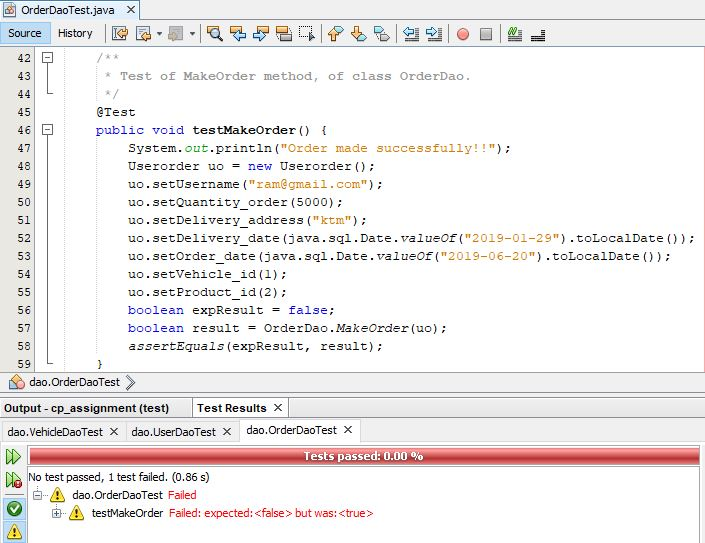 OrderDaoTest.java
Source History
42 /**
43 * Test of MakeOrder method, of class OrderDao.
44 */
45 @Test
46 public void testMakeOrder() {
47 System.out.println("Order made successfully!!");
48 Userorder uo = new Userorder();
49 uo.setUsername("ram@gmail.com");
50 uo.setQuantity_order(5000);
51 uo.setDelivery_address("ktm");
52 uo.setDelivery_date(java.sql.Date.valueOf("2019-01-29").toLocalDate());
53 uo.setOrder_date(java.sql.Date.valueOf("2019-06-20").toLocalDate());
54 uo.setVehicle_id(1);
55 uo.setProduct_id(2);
56 boolean expResult = false;
57 boolean result = OrderDao.MakeOrder(uo);
58 assertEquals(expResult, result);
59 }
dao.OrderDaoTest
Output - cp_assignment (test) Test Results
dao.VehicleDaoTest dao.UserDaoTest dao.OrderDaoTest
Tests passed: 0.00 %
No test passed, 1 test failed. (0.86 s)
dao.OrderDaoTest Failed
testMakeOrder Failed: expected:<false> but was:<true>